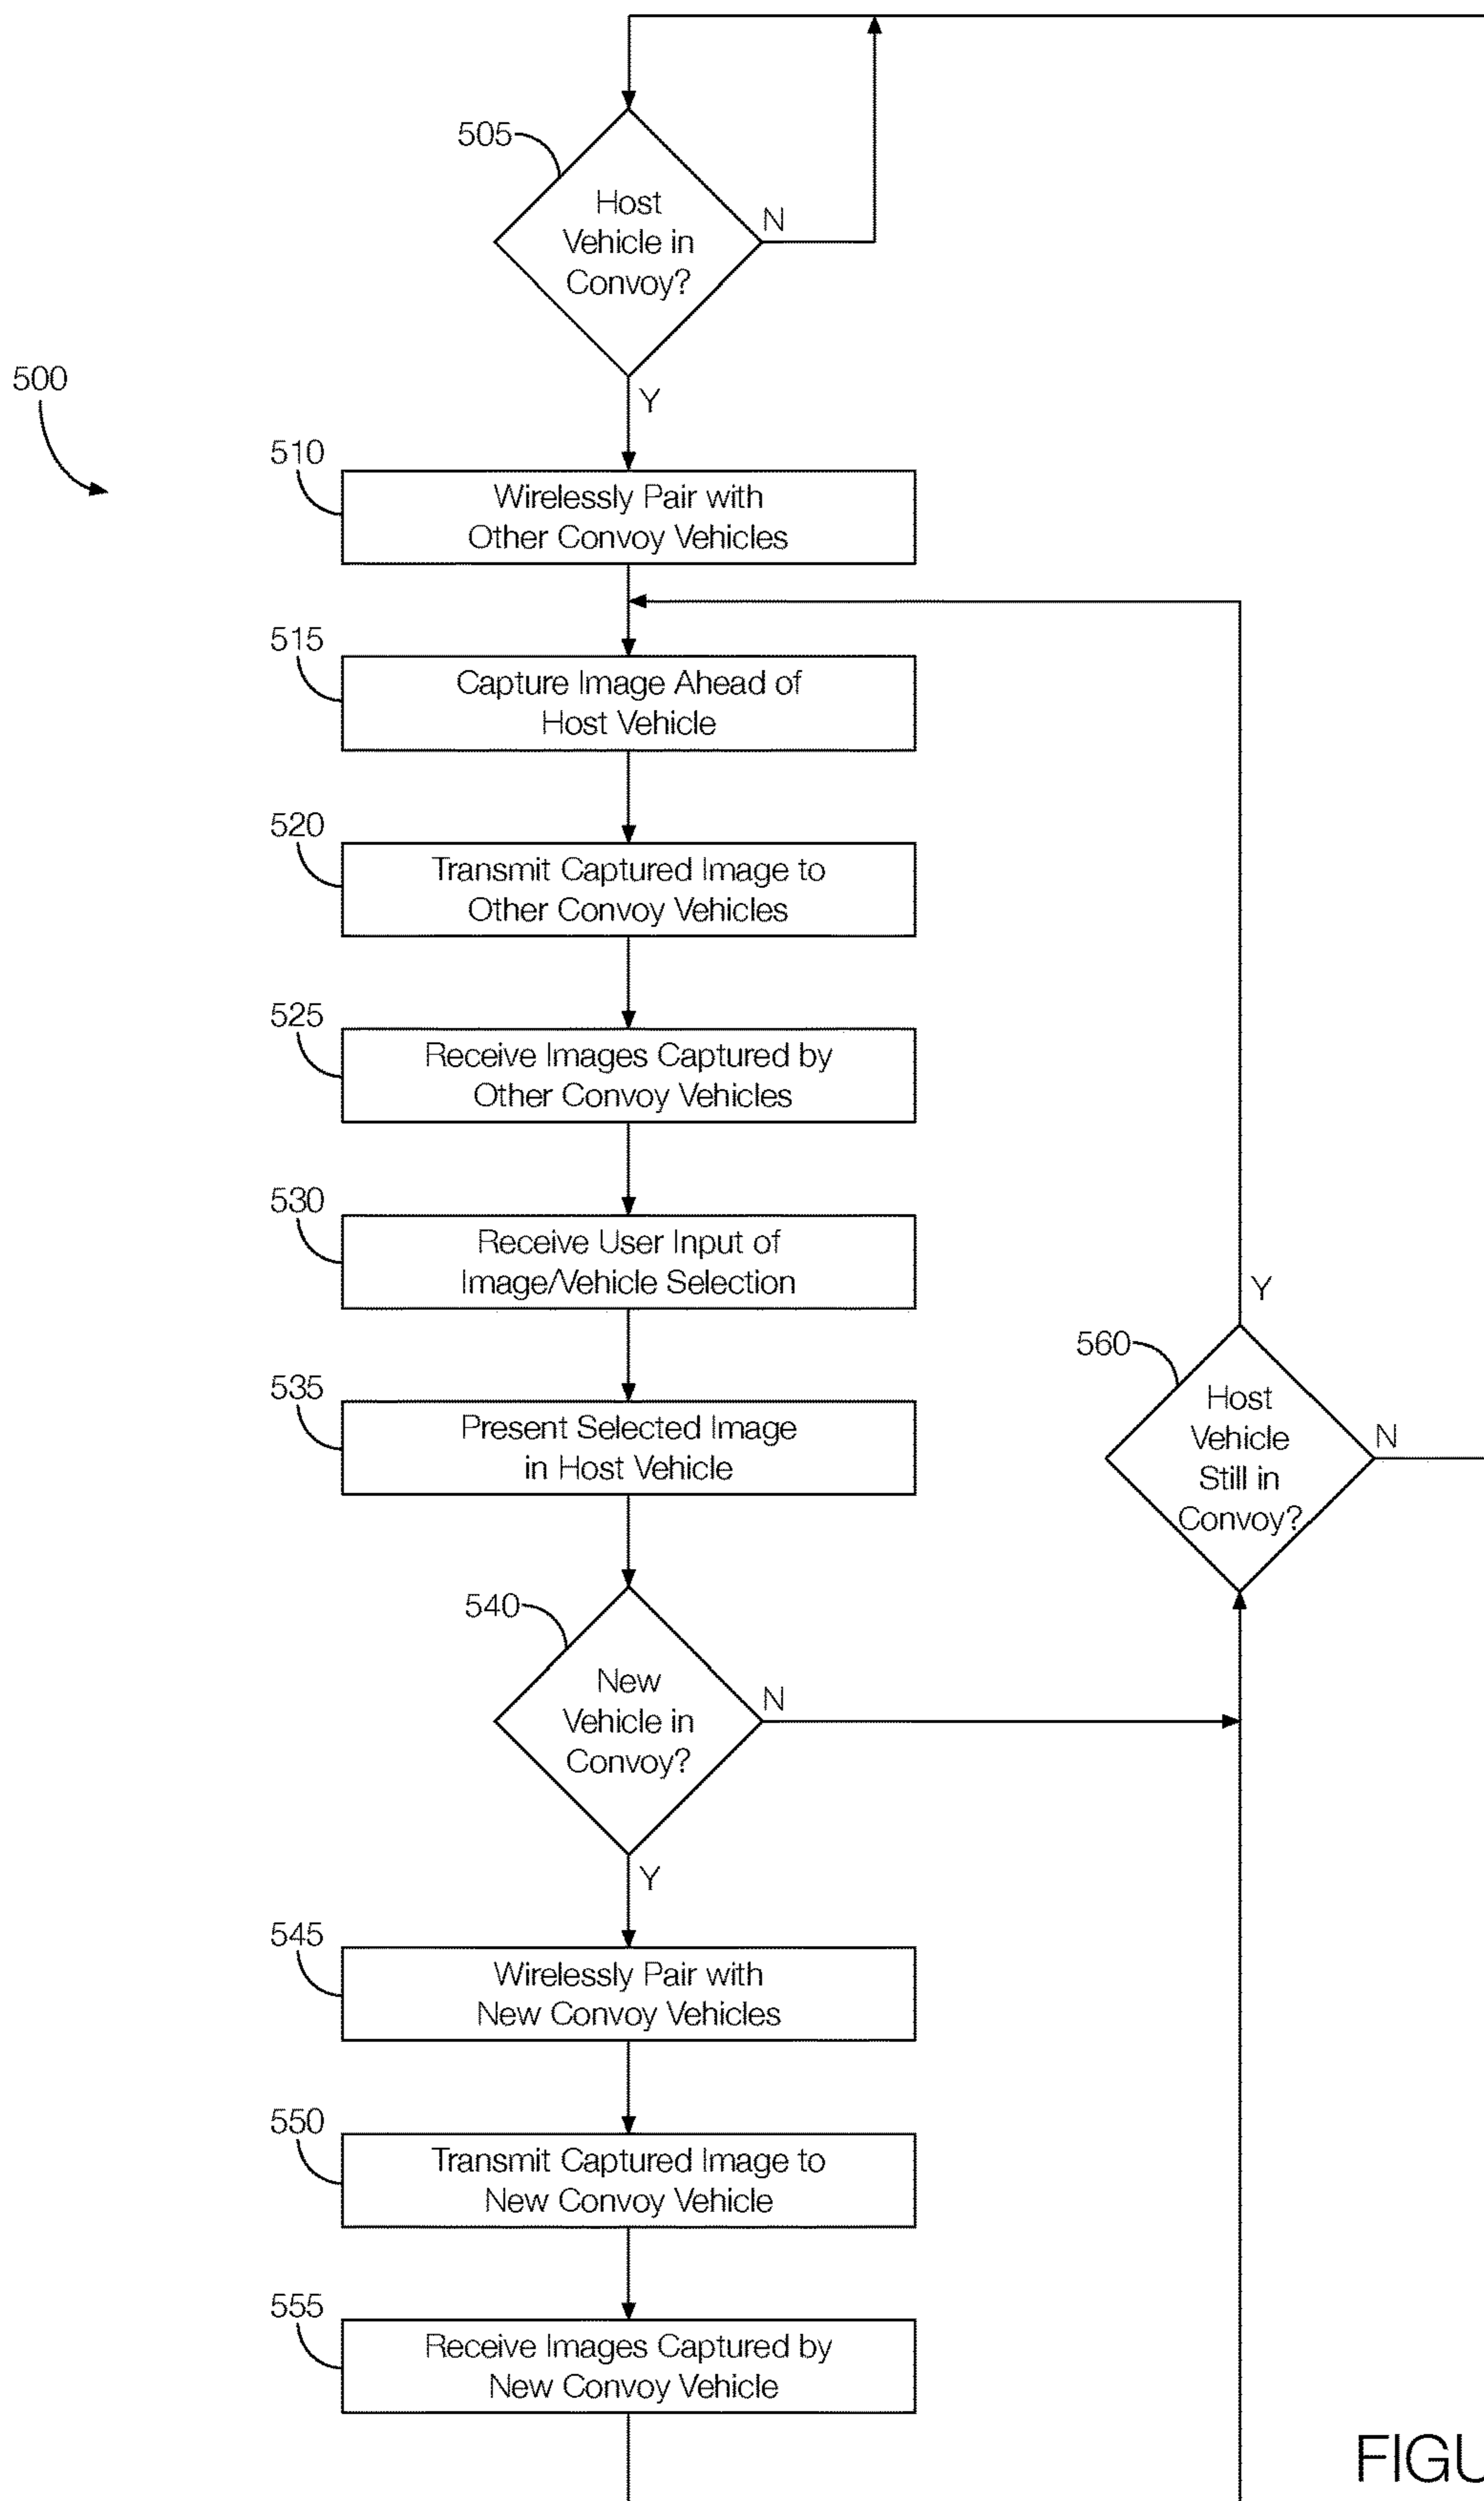 505
Host
Vehicle in
Convoy?
N
Y
500
510
Wirelessly Pair with
Other Convoy Vehicles
515
Capture Image Ahead of
Host Vehicle
520
Transmit Captured Image to
Other Convoy Vehicles
525
Receive Images Captured by
Other Convoy Vehicles
530
Receive User Input of
Image/Vehicle Selection
Y
560
Host
Vehicle
Still in
Convoy?
N
535
Present Selected Image
in Host Vehicle
540
New
Vehicle in
Convoy?
N
Y
545
Wirelessly Pair with
New Convoy Vehicles
550
Transmit Captured Image to
New Convoy Vehicle
555
Receive Images Captured by
New Convoy Vehicle
FIGU